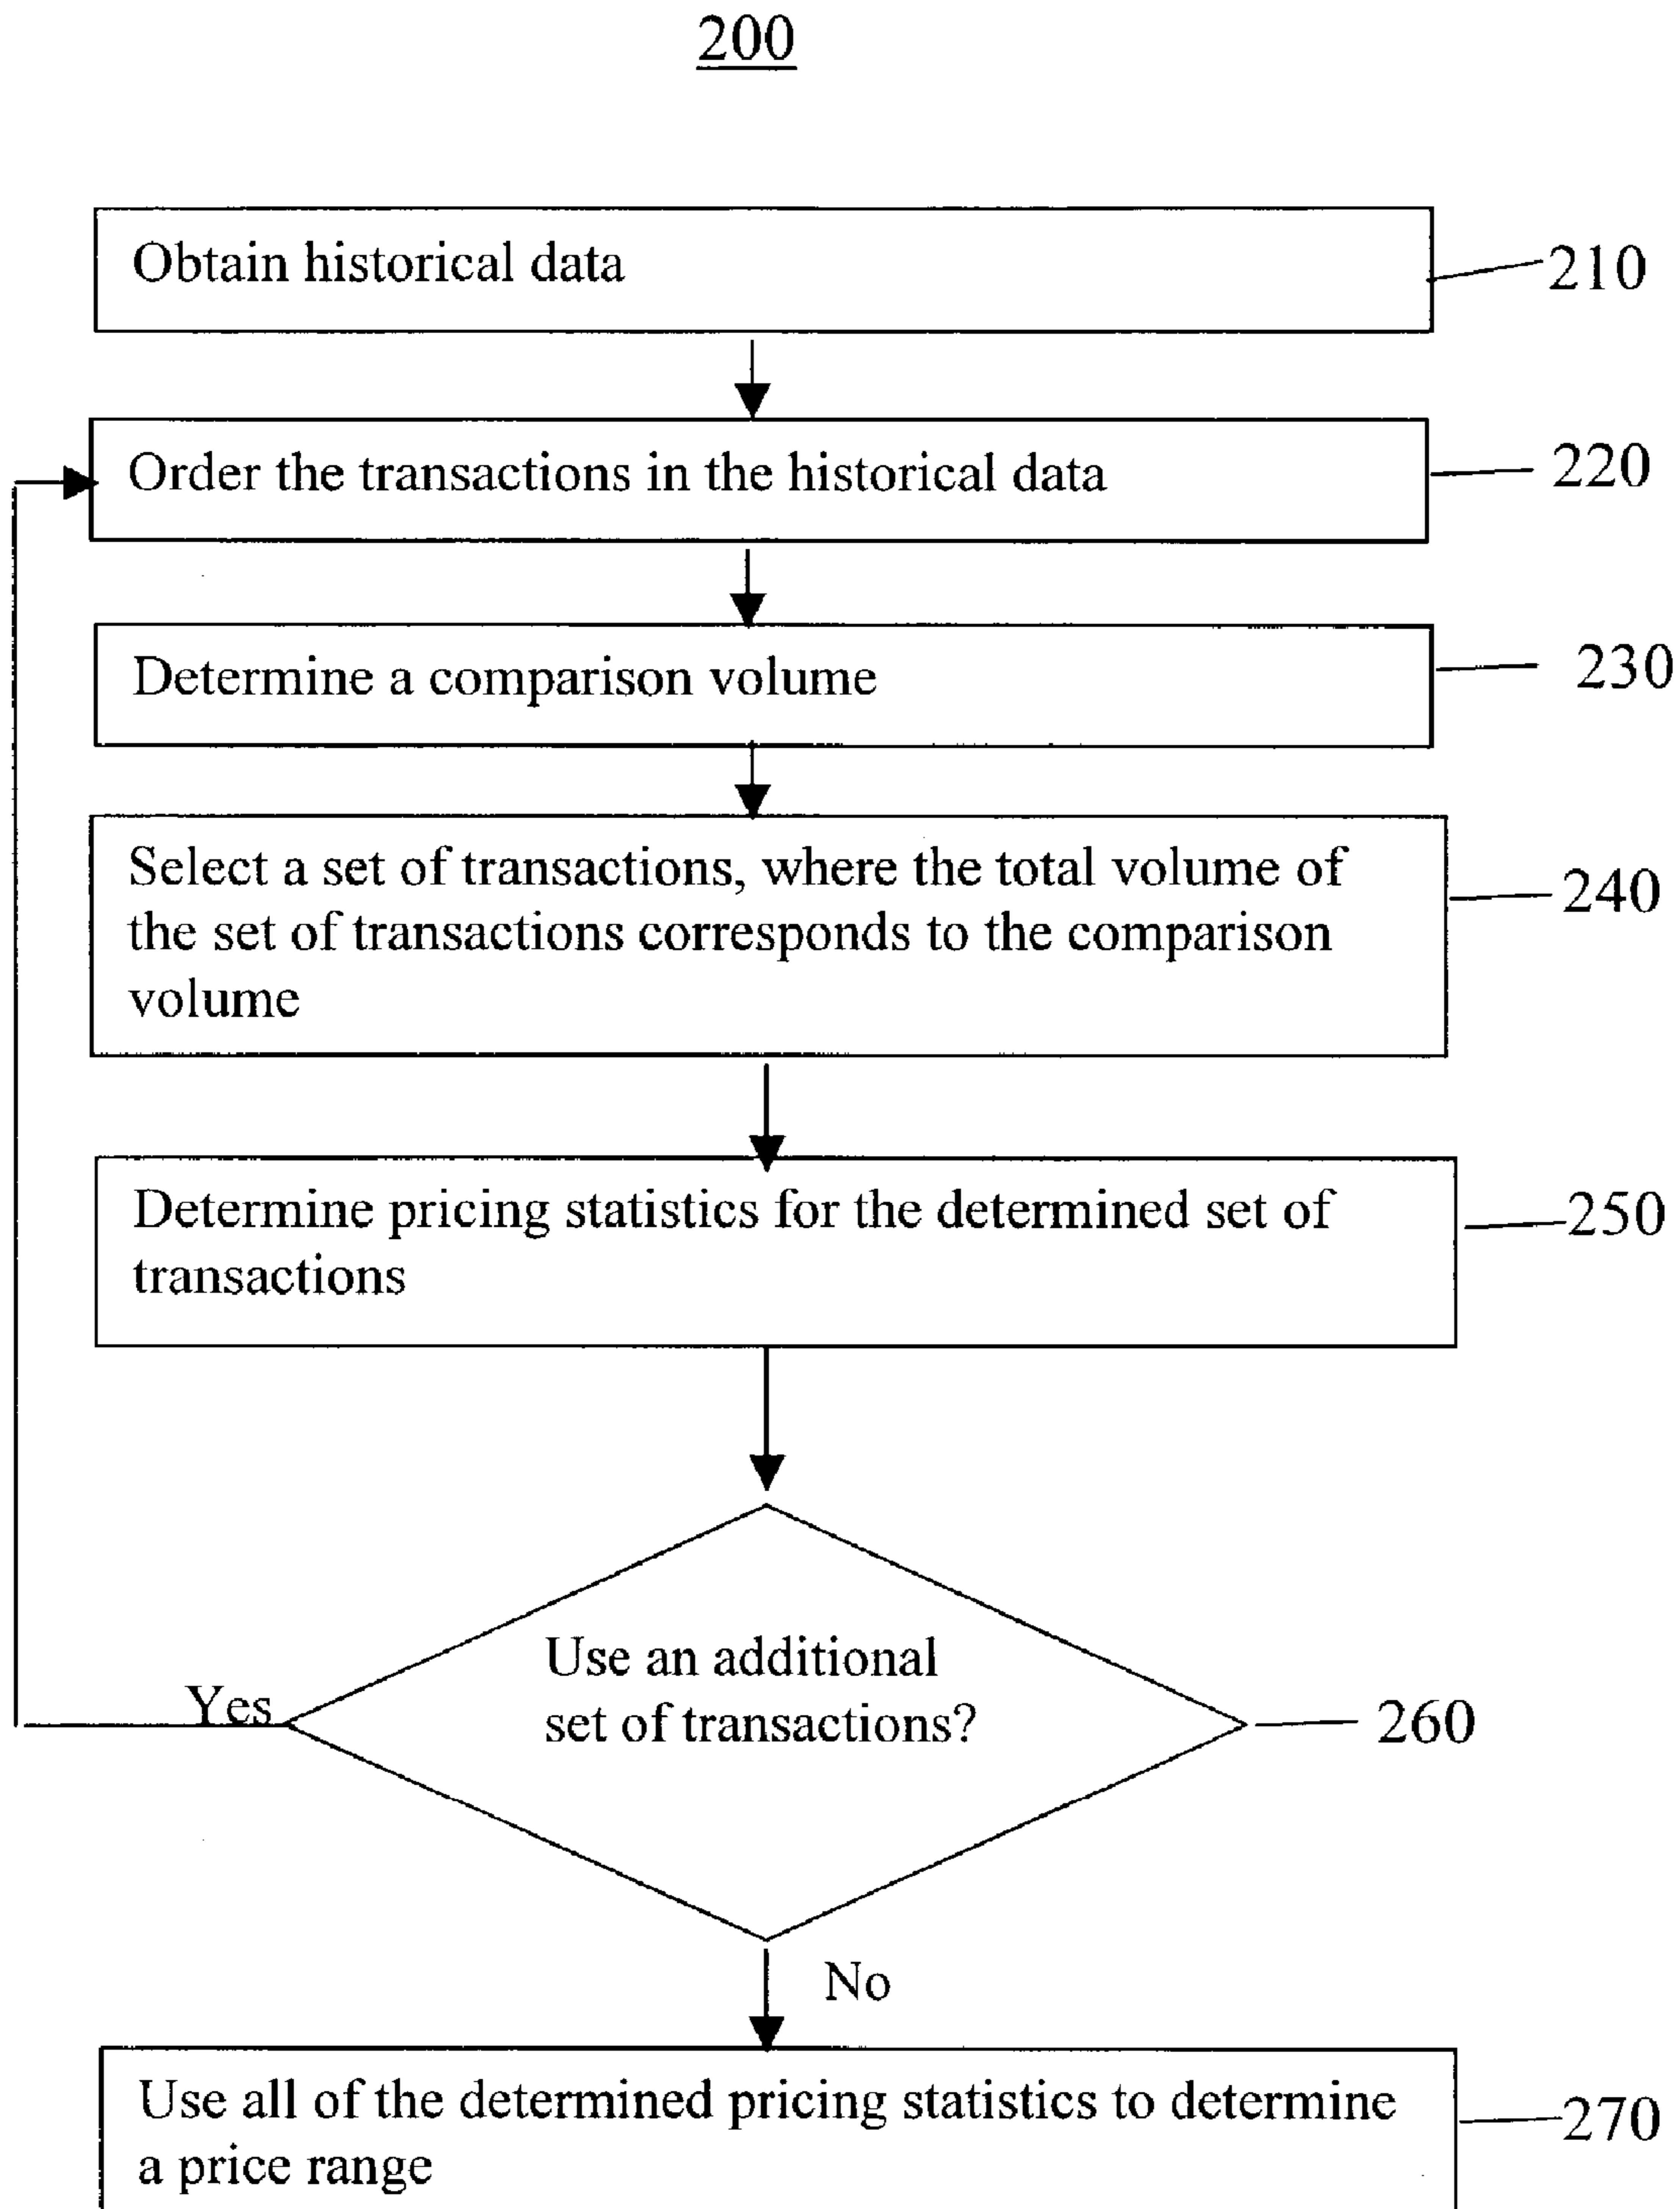 200
Obtain historical data
210
Order the transactions in the historical data
220
Determine a comparison volume
230
Select a set of transactions, where the total volume of
the set of transactions corresponds to the comparison
volume
240
Determine pricing statistics for the determined set of
transactions
250
Use an additional
set of transactions?
Yes
260
No
Use all of the determined pricing statistics to determine
a price range
270